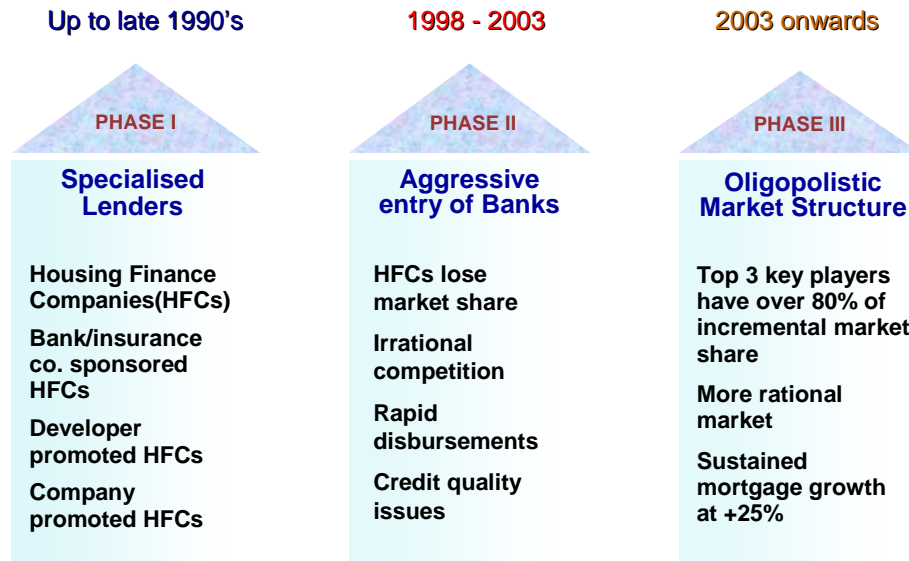 Up to late 1990's
PHASE I
Specialised
Lenders
Housing Finance
Companies(HFCs)
Bank/insurance
co. sponsored
HFCs
Developer
promoted HFCs
Company
promoted HFCs
1998 - 2003
PHASE II
Aggressive
entry of Banks
HFCs lose
market share
Irrational
competition
Rapid
disbursements
Credit quality
issues
2003 onwards
PHASE III
Oligopolistic
Market Structure
Top 3 key players
have over 80% of
incremental market
share
More rational
market
Sustained
mortgage growth
at +25%